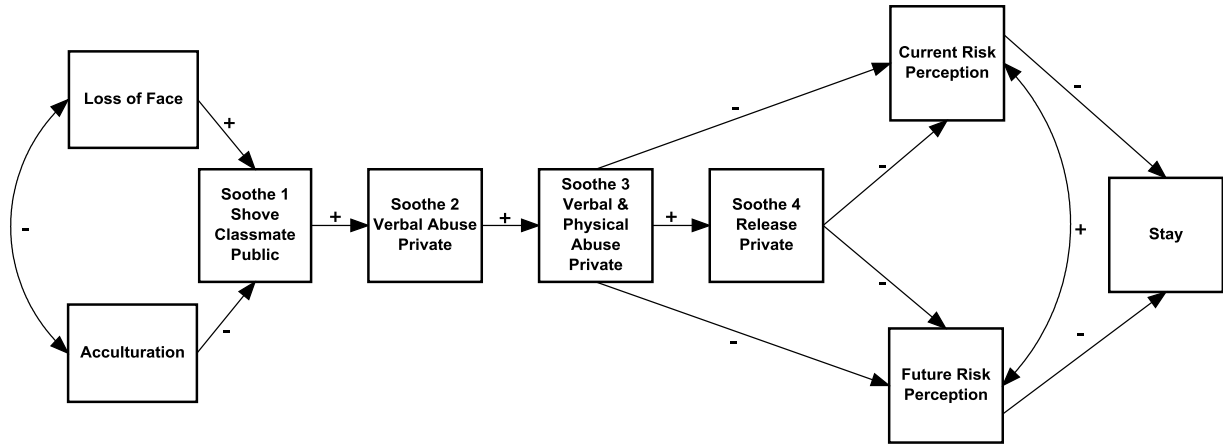 Loss of Face
-
Acculturation
+
-
Soothe 1
Shove
Classmate
Public
+
Soothe 2
Verbal Abuse
Private
+
Soothe 3
Verbal &
Physical
Abuse
Private
+
Soothe 4
Release
Private
-
-
-
-
Current Risk
Perception
Future Risk
Perception
+
-
-
Stay